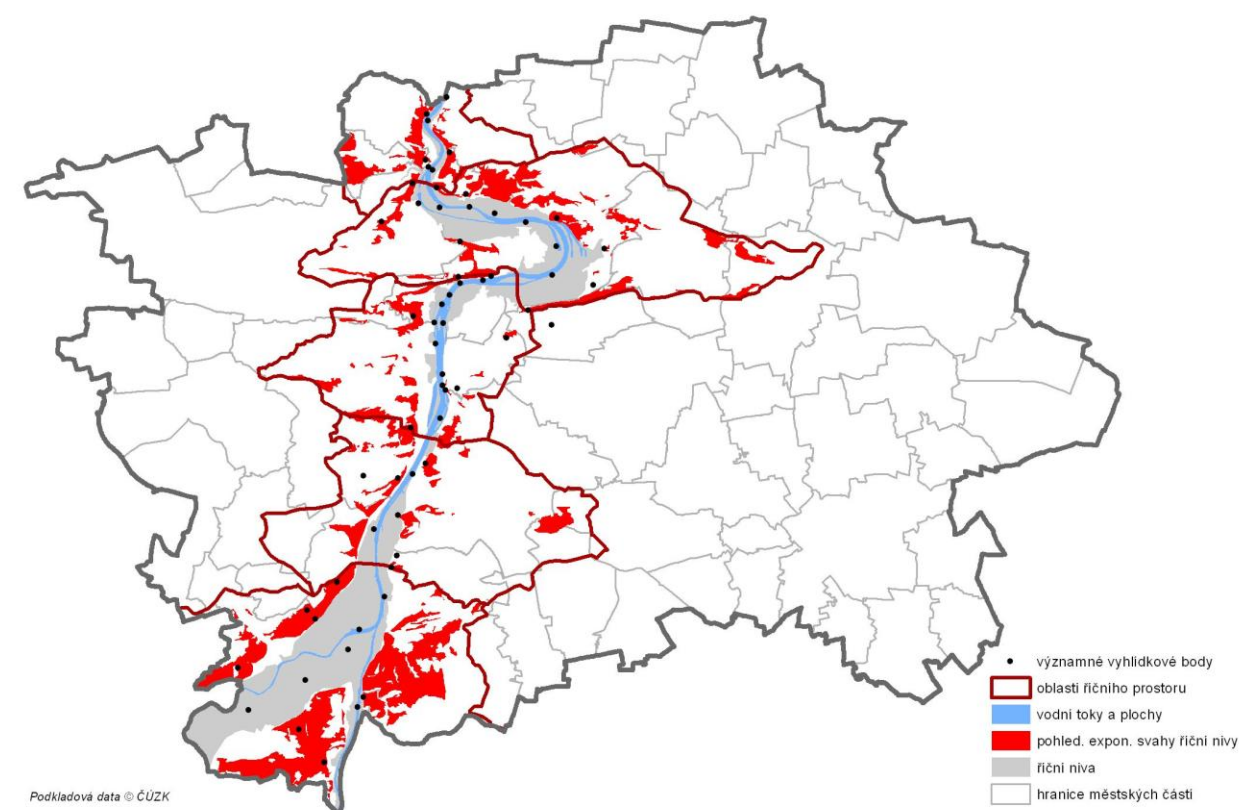 významné vyhlídkové body
oblasti říčního prostoru
vodní toky a plochy
pohled. expon. svahy říční nivy
říční niva
hranice městských částí
Podkladová data © ČÚZK